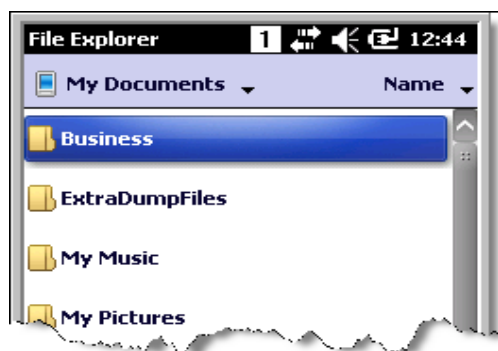 File Explorer 1 12:44
My Documents Name
Business
ExtraDumpFiles
My Music
My Pictures